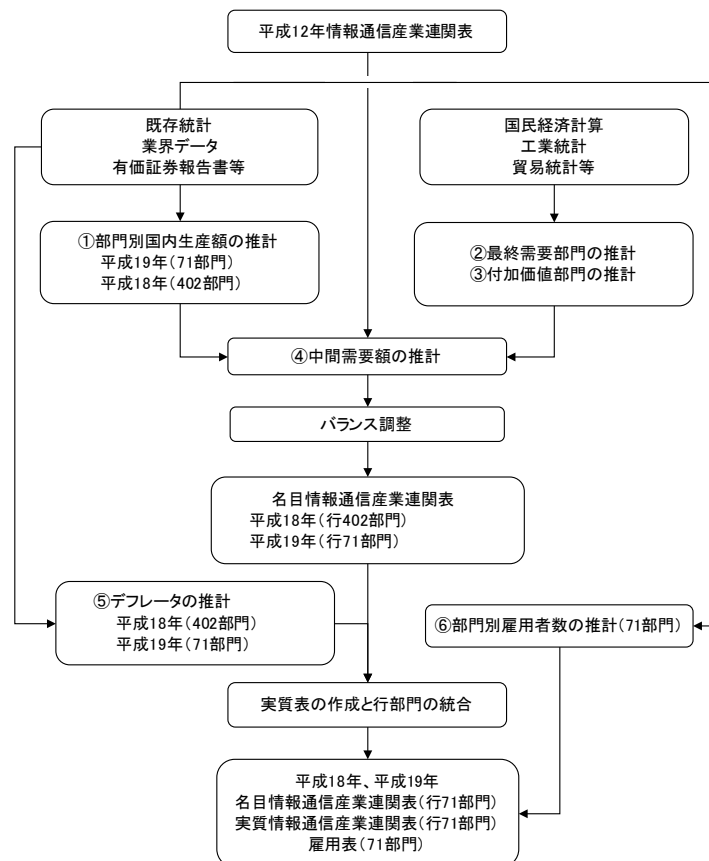 平成12年情報通信産業連関表
既存統計
業界データ
有価証券報告書等
国民経済計算
工業統計
貿易統計等
①部門別国内生産額の推計
平成19年(71部門)
平成18年(402部門)
②最終需要部門の推計
③付加価値部門の推計
④中間需要額の推計
バランス調整
名目情報通信産業連関表
平成18年(行402部門)
平成19年(行71部門)
⑤デフレータの推計
平成18年(402部門)
平成19年(71部門)
⑥部門別雇用者数の推計(71部門)
実質表の作成と行部門の統合
平成18年、平成19年
名目情報通信産業連関表(行71部門)
実質情報通信産業連関表(行71部門)
雇用表(71部門)